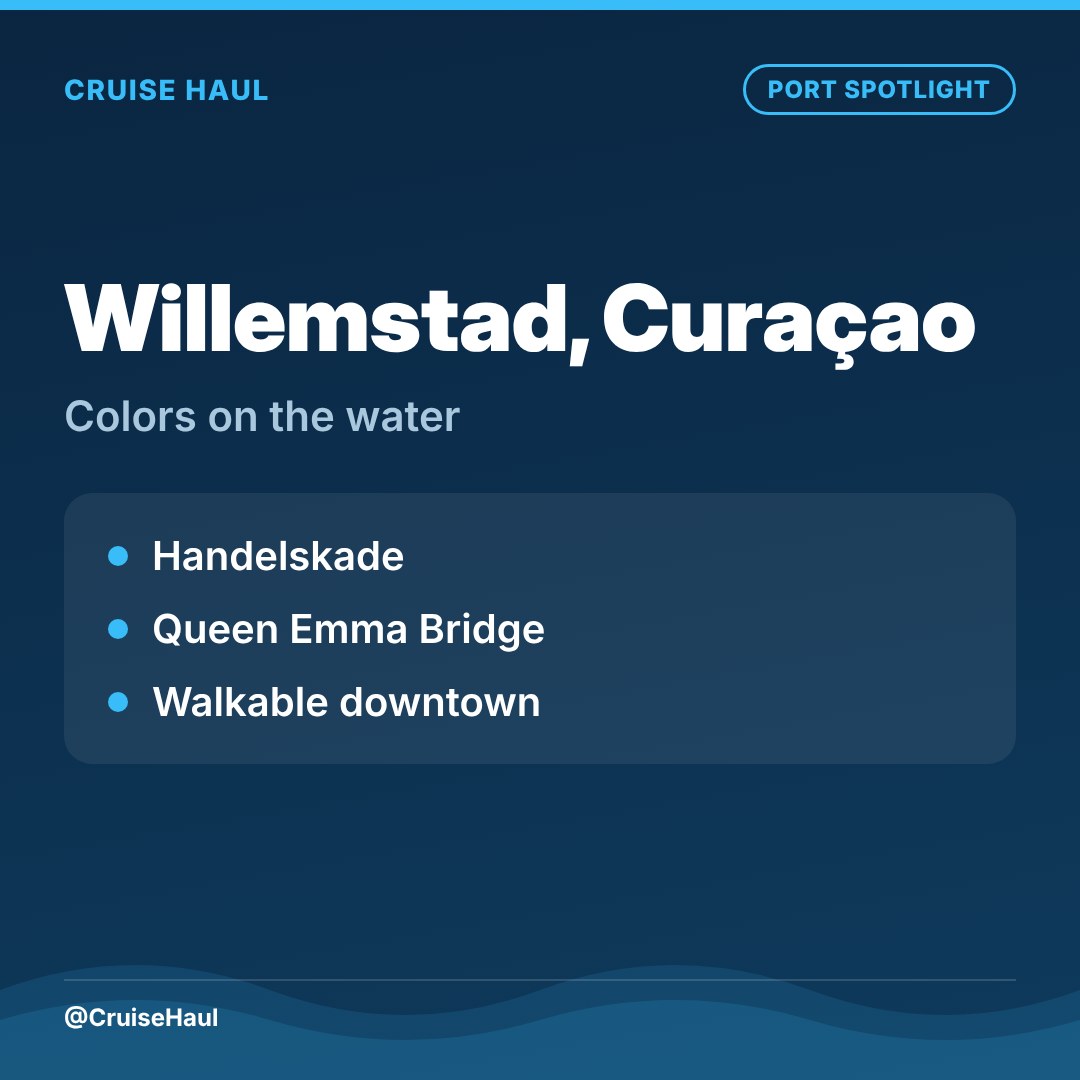 CRUISE HAUL
PORT SPOTLIGHT
Willemstad, Curaçao
Colors on the water
Handelskade
Queen Emma Bridge
Walkable downtown
@CruiseHaul